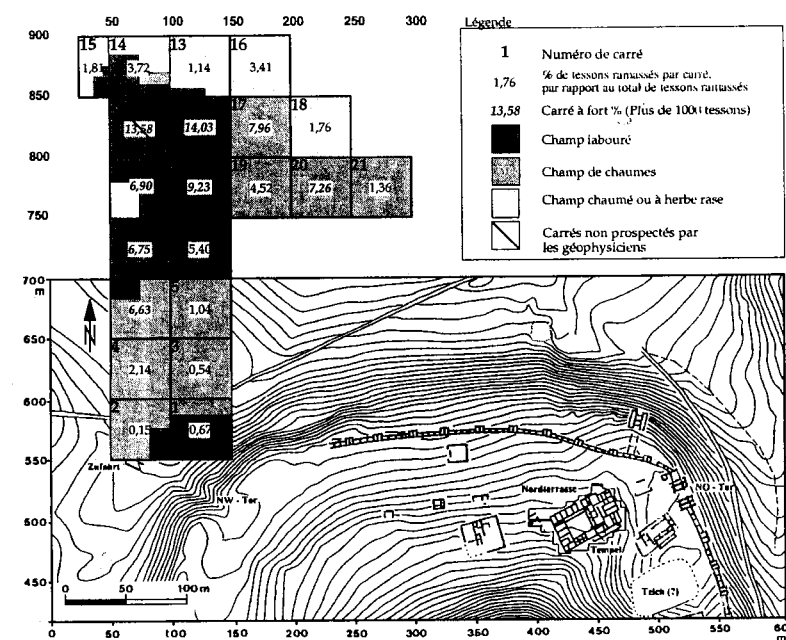 50 100 150 200 250 300
900
15 14 13 16
1,81 3,72 1,14 3,41
850
17 18
13,58 14,03 7,96 1,76
800
19 20 21
6,90 9,23 4,52 7,26 1,36
750
6,75 5,40
700
m
6,63 1,04
N
650
4 3
2,14 0,54
600
2 1
0,15 0,67
550
Zufahrt
NW - Tor
NO - Tor
Nordterrasse
500
Tempel
450
Teich (?)
0 50 100 m
0 50 100 150 200 250 300 350 400 450 500 550
m
Légende
1 Numéro de carré
1,76 % de tessons ramassés par carré,
par rapport au total de tessons ramassés
13,58 Carré à fort % (Plus de 1000 tessons)
Champ labouré
Champ de chaumes
Champ chaumé ou à herbe rase
Carrés non prospectés par
les géophysiciens